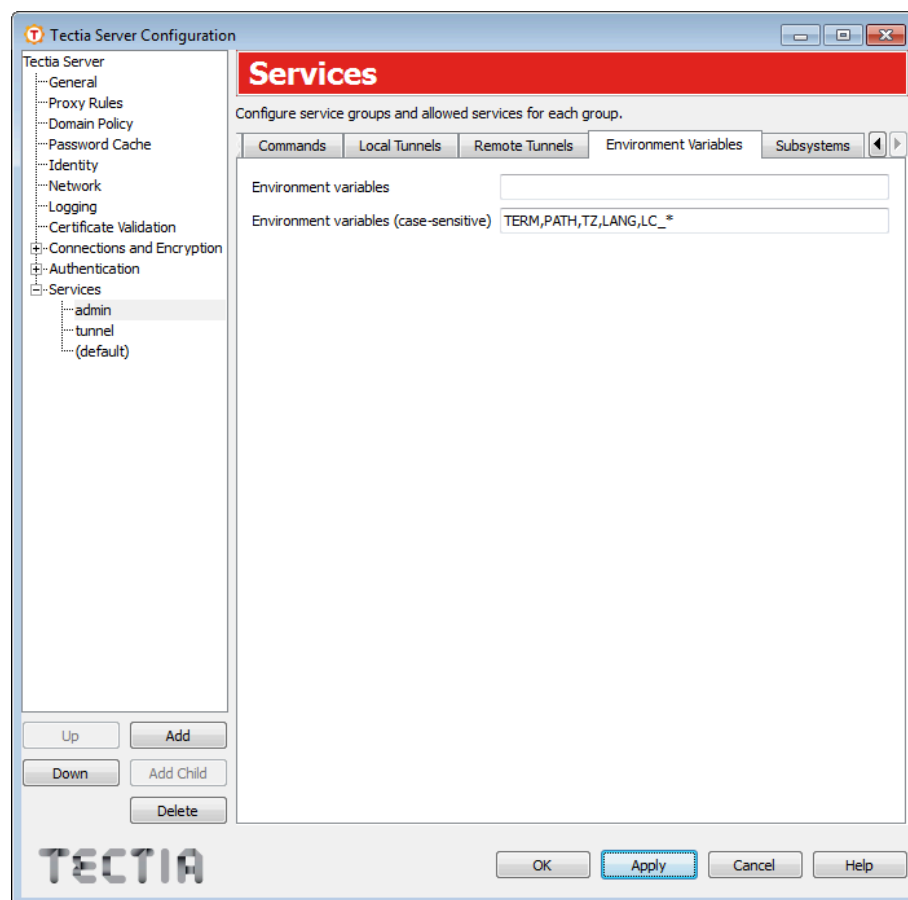 Tectia Server Configuration
Tectia Server
General
Proxy Rules
Domain Policy
Password Cache
Identity
Network
Logging
Certificate Validation
Connections and Encryption
Authentication
Services
admin
tunnel
(default)
Up
Add
Down
Add Child
Delete
Services
Configure service groups and allowed services for each group.
Commands Local Tunnels Remote Tunnels Environment Variables Subsystems
Environment variables
Environment variables (case-sensitive) TERM,PATH,TZ,LANG,LC_*
TECTIA
OK Apply Cancel Help